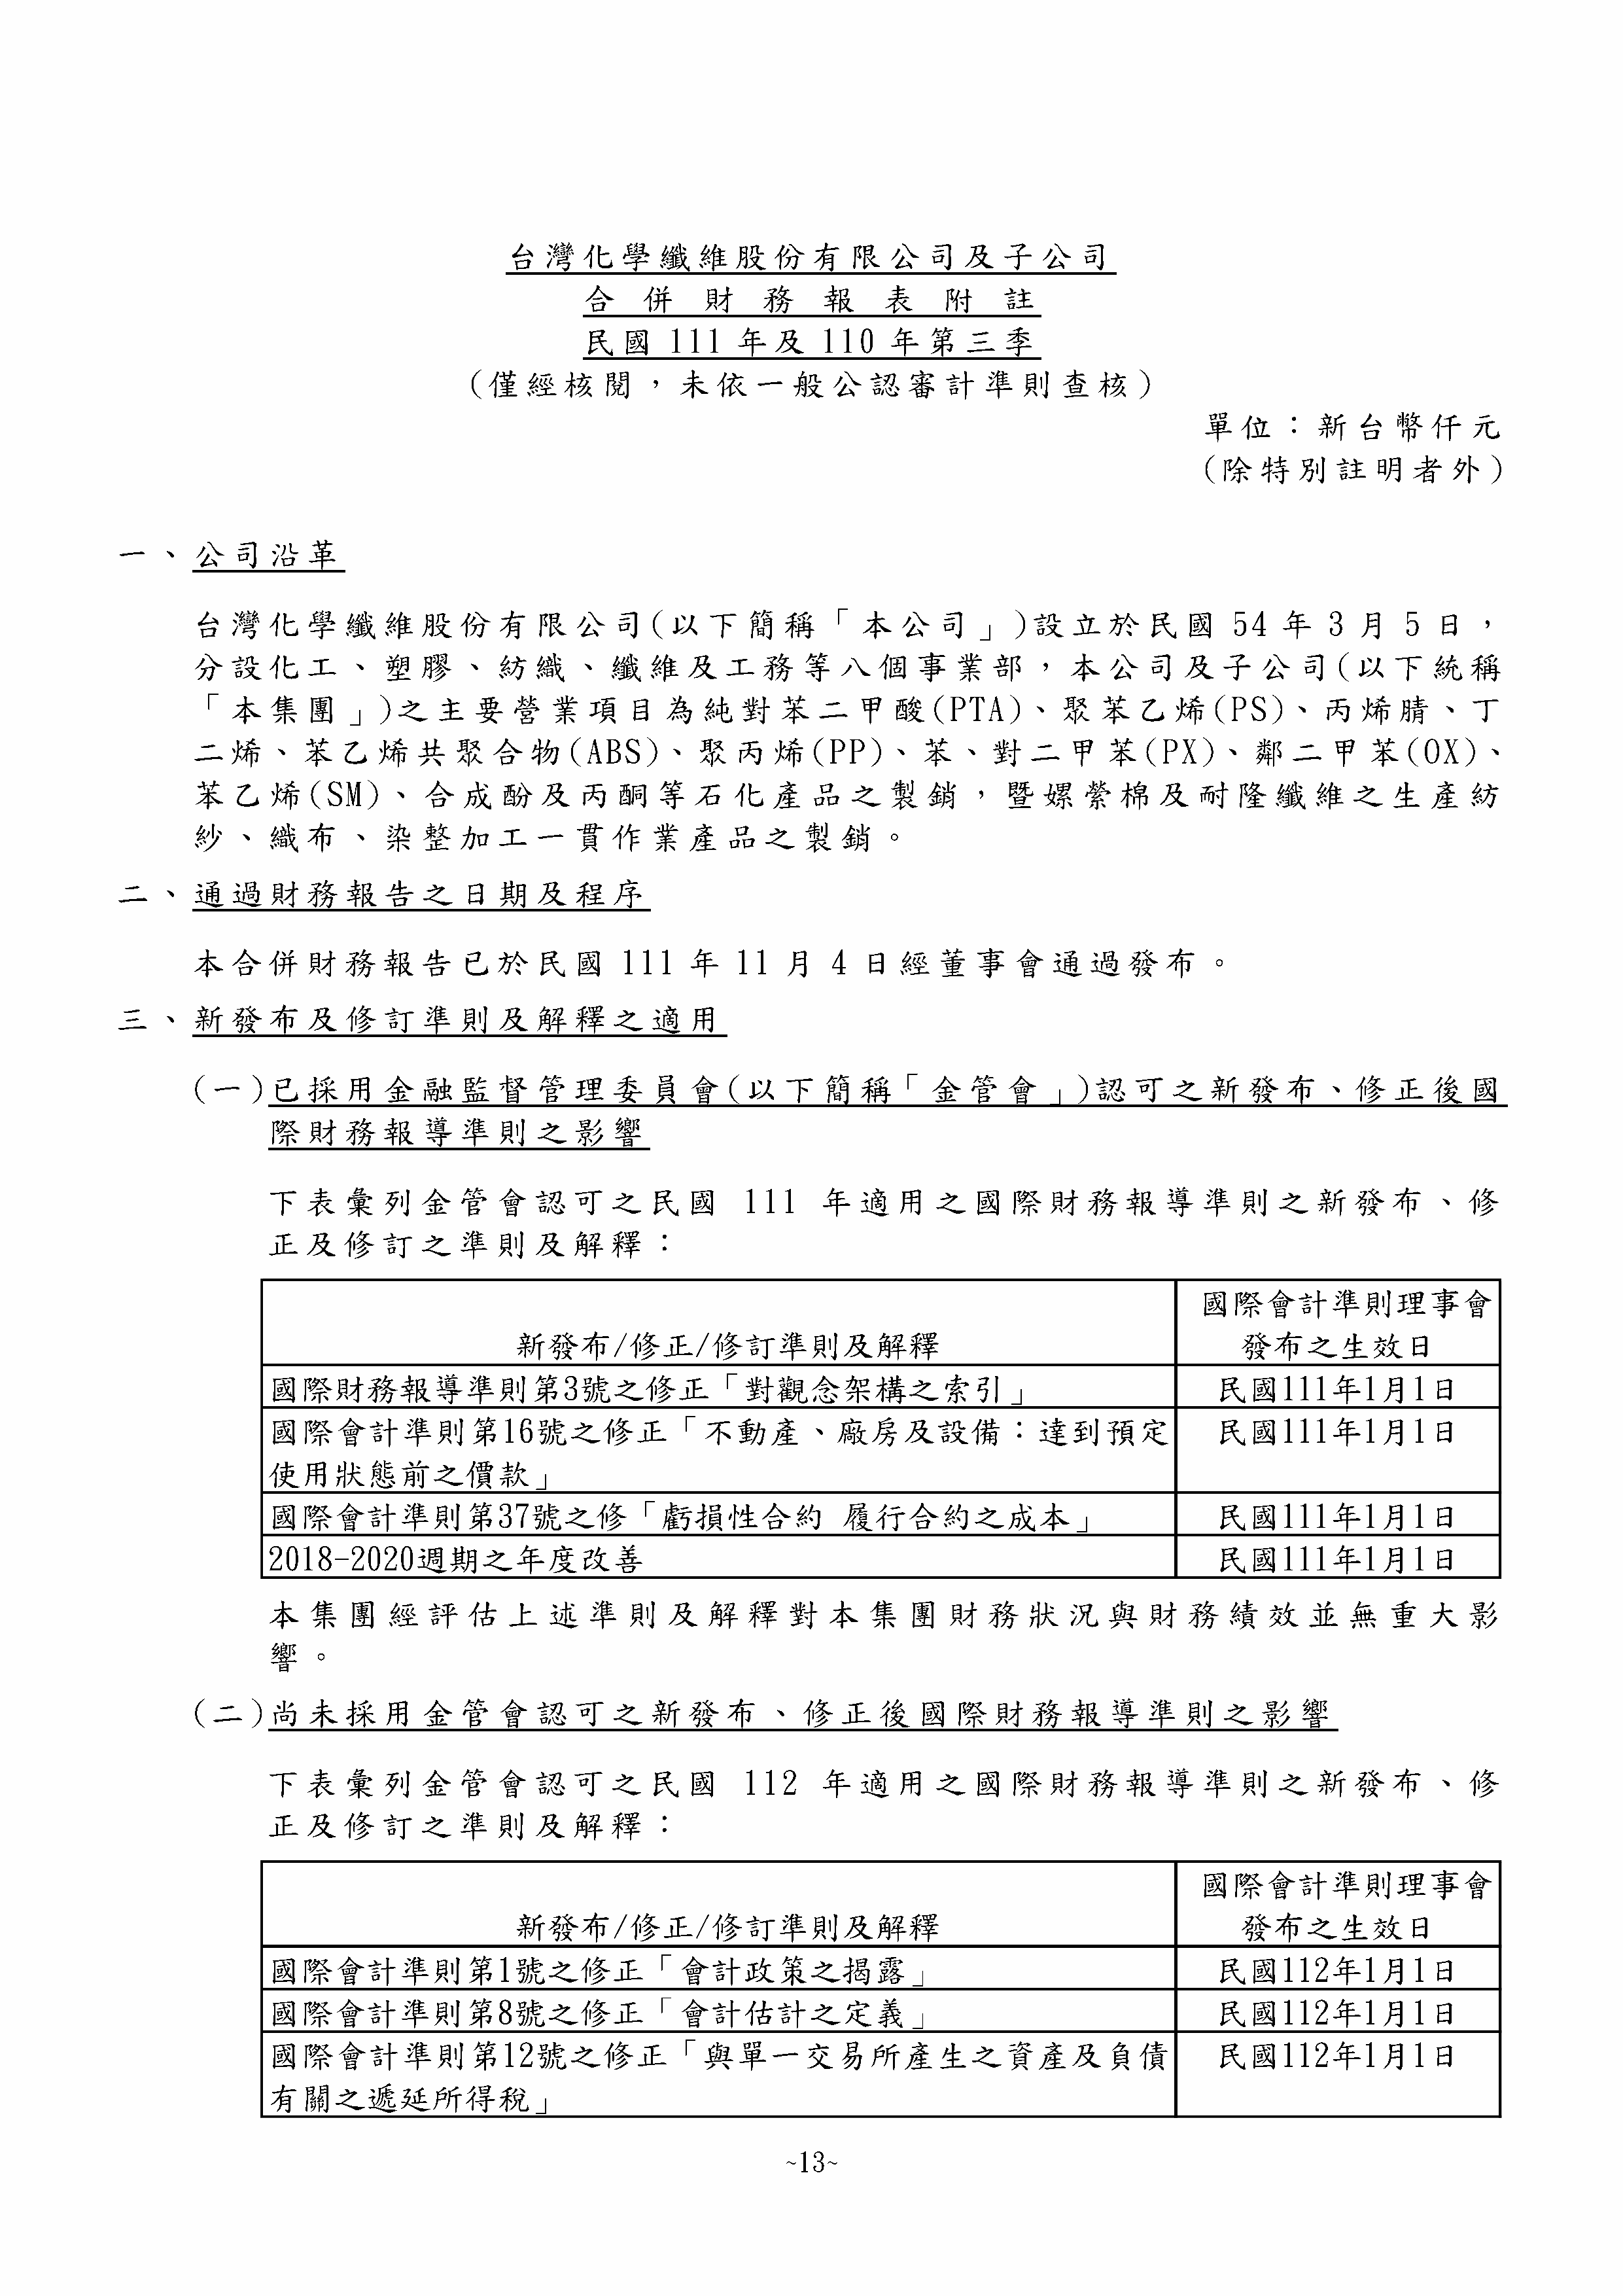 台灣化學纖維股份有限公司及子公司
合併財務報表附註
民國 111 年及 110 年第三季
(僅經核閱，未依一般公認審計準則查核)
單位：新台幣仟元
(除特別註明者外)
一、公司沿革
台灣化學纖維股份有限公司(以下簡稱「本公司」)設立於民國 54 年 3 月 5 日，
分設化工、塑膠、紡織、纖維及工務等八個事業部，本公司及子公司(以下統稱
「本集團」)之主要營業項目為純對苯二甲酸(PTA)、聚苯乙烯(PS)、丙烯腈、丁
二烯、苯乙烯共聚合物(ABS)、聚丙烯(PP)、苯、對二甲苯(PX)、鄰二甲苯(OX)、
苯乙烯(SM)、合成酚及丙酮等石化產品之製銷，暨嫘縈棉及耐隆纖維之生產紡
紗、織布、染整加工一貫作業產品之製銷。
二、通過財務報告之日期及程序
本合併財務報告已於民國 111 年 11 月 4 日經董事會通過發布。
三、新發布及修訂準則及解釋之適用
(一)已採用金融監督管理委員會(以下簡稱「金管會」)認可之新發布、修正後國
際財務報導準則之影響
下表彙列金管會認可之民國 111 年適用之國際財務報導準則之新發布、修
正及修訂之準則及解釋：
國際會計準則理事會
新發布/修正/修訂準則及解釋 發布之生效日
國際財務報導準則第3號之修正「對觀念架構之索引」 民國111年1月1日
國際會計準則第16號之修正「不動產、廠房及設備：達到預定 民國111年1月1日
使用狀態前之價款」
國際會計準則第37號之修「虧損性合約 履行合約之成本」 民國111年1月1日
2018-2020週期之年度改善 民國111年1月1日
本集團經評估上述準則及解釋對本集團財務狀況與財務績效並無重大影
響。
(二)尚未採用金管會認可之新發布、修正後國際財務報導準則之影響
下表彙列金管會認可之民國 112 年適用之國際財務報導準則之新發布、修
正及修訂之準則及解釋：
國際會計準則理事會
新發布/修正/修訂準則及解釋 發布之生效日
國際會計準則第1號之修正「會計政策之揭露」 民國112年1月1日
國際會計準則第8號之修正「會計估計之定義」 民國112年1月1日
國際會計準則第12號之修正「與單一交易所產生之資產及負債 民國112年1月1日
有關之遞延所得稅」
~13~